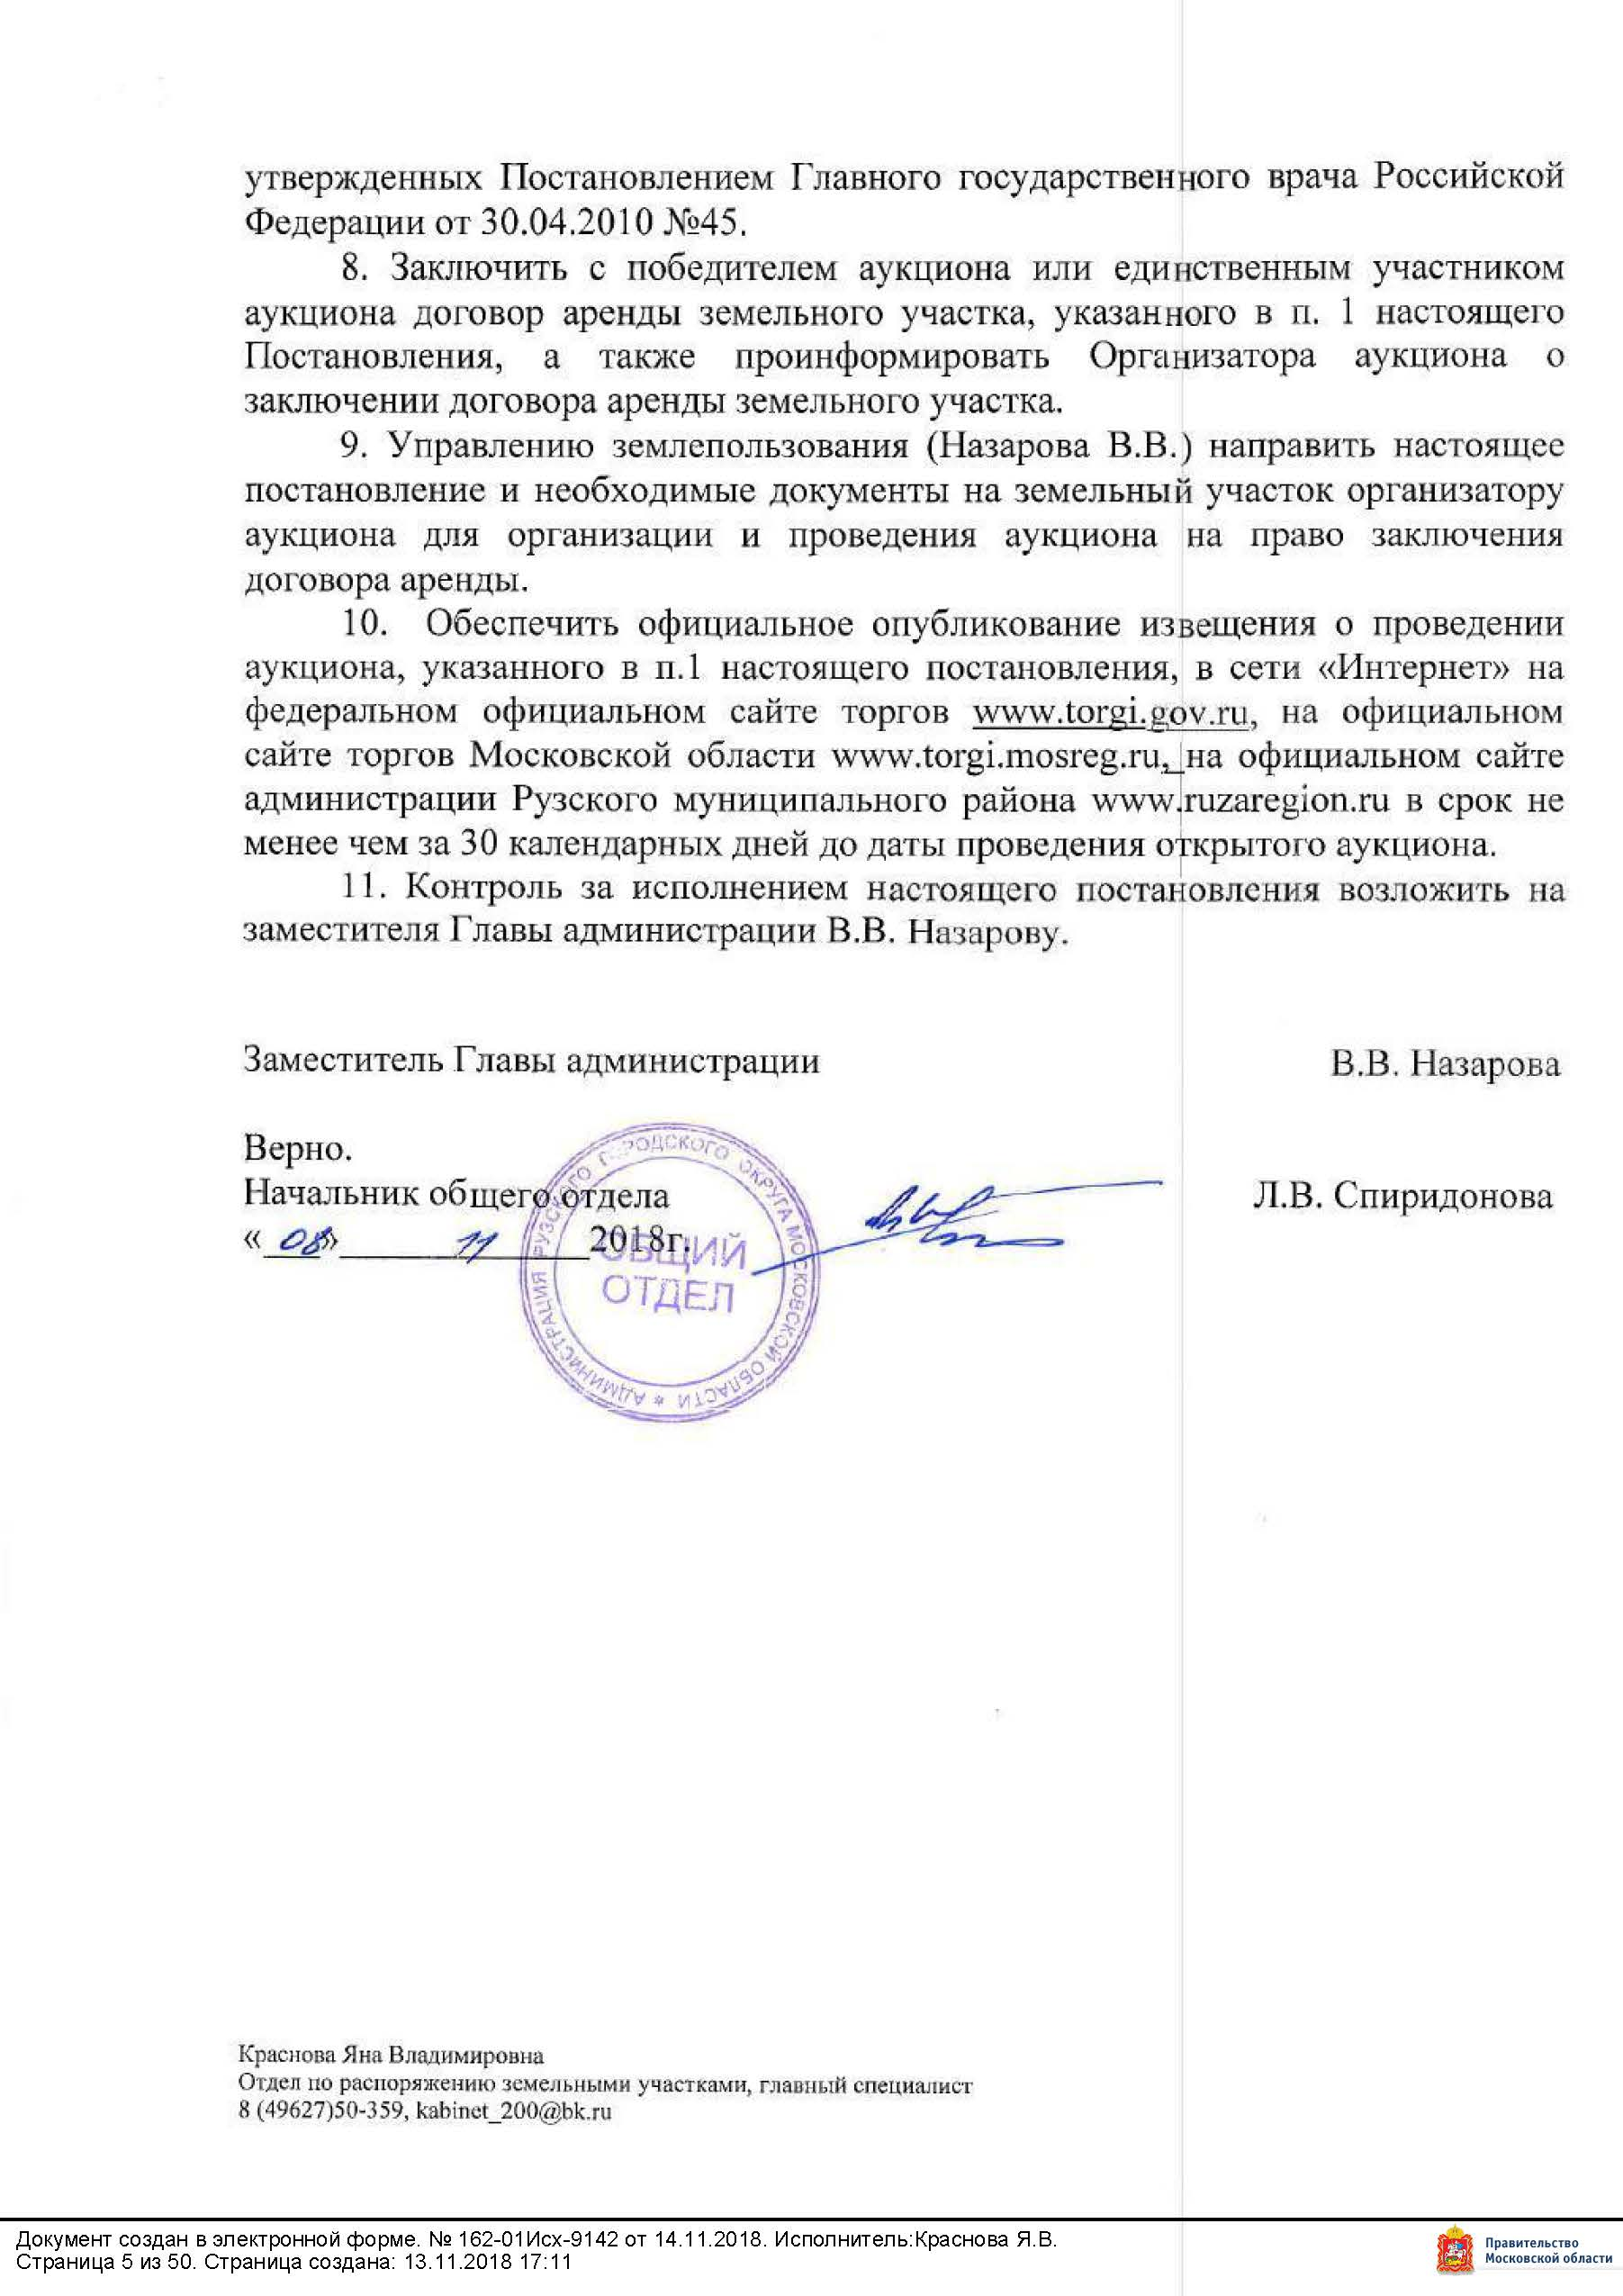 утвержденных Постановлением Главного государственного врача Российской
Федерации от 30.04.2010 №45.
8. Заключить с победителем аукциона или единственным участником
аукциона договор аренды земельного участка, указанного в п. 1 настоящего
Постановления, а также проинформировать Организатора аукциона о
заключении договора аренды земельного участка.
9. Управлению землепользования (Назарова В.В.) направить настоящее
постановление и необходимые документы на земельный участок организатору
аукциона для организации и проведения аукциона на право заключения
договора аренды.
10. Обеспечить официальное опубликование извещения о проведении
аукциона, указанного в п.1 настоящего постановления, в сети «Интернет» на
федеральном официальном сайте торгов www.torgi.gov.ru, на официальном
сайте торгов Московской области www.torgi.mosreg.ru, на официальном сайте
администрации Рузского муниципального района www.ruzaregion.ru в срок не
менее чем за 30 календарных дней до даты проведения открытого аукциона.
11. Контроль за исполнением настоящего постановления возложить на
заместителя Главы администрации В.В. Назарову.
Заместитель Главы администрации В.В. Назарова
Верно.
Начальник общего отдела Л.В. Спиридонова
«08» 11 2018г.
АДМИНИСТРАЦИЯ РУЗСКОГО ГОРОДСКОГО ОКРУГА МОСКОВСКОЙ ОБЛАСТИ *
ОБЩИЙ
ОТДЕЛ
Краснова Яна Владимировна
Отдел по распоряжению земельными участками, главный специалист
8 (49627)50-359, kabinet_200@bk.ru
Документ создан в электронной форме. № 162-01Исх-9142 от 14.11.2018. Исполнитель:Краснова Я.В.
Страница 5 из 50. Страница создана: 13.11.2018 17:11
Правительство
Московской области